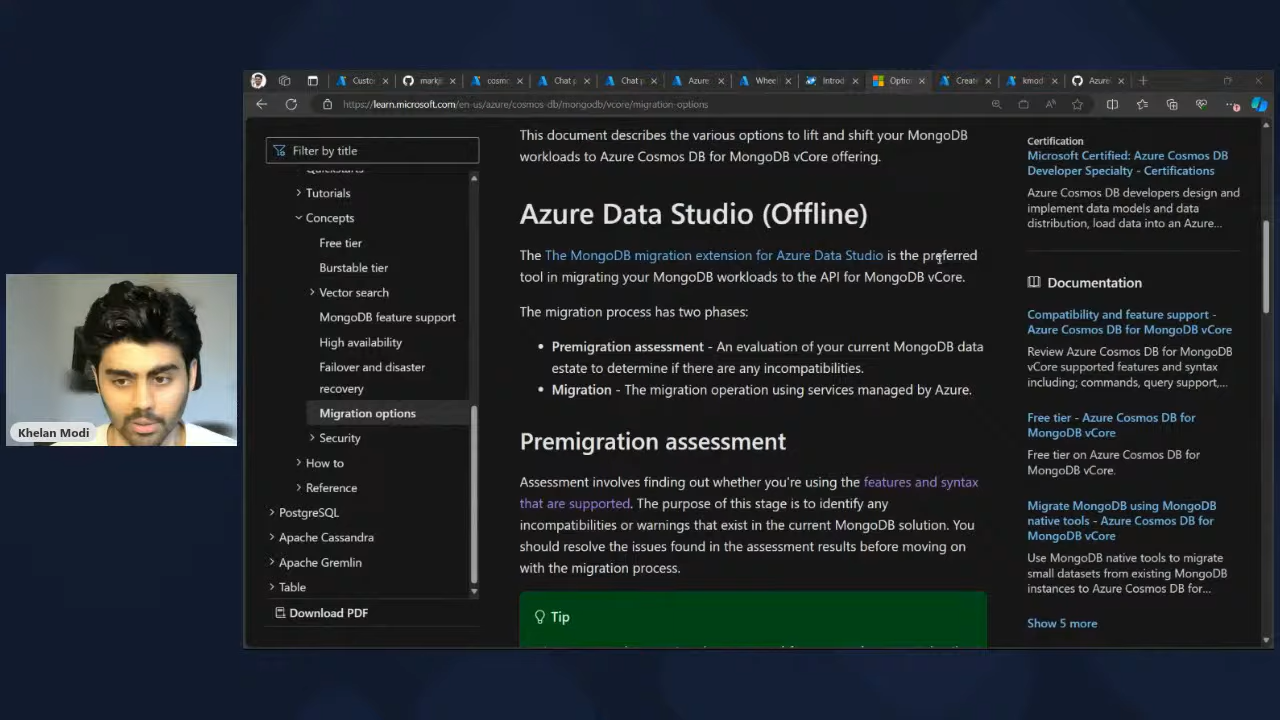 Custo
markji
cosmo
Chat p
Chat p
Azure
Wheel
Introd
Optio
Create
kmod
Azure
https://learn.microsoft.com/en-us/azure/cosmos-db/mongodb/vcore/migration-options
Filter by title
Tutorials
Concepts
Free tier
Burstable tier
Vector search
MongoDB feature support
High availability
Failover and disaster
recovery
Migration options
Security
How to
Reference
PostgreSQL
Apache Cassandra
Apache Gremlin
Table
Download PDF
This document describes the various options to lift and shift your MongoDB
workloads to Azure Cosmos DB for MongoDB vCore offering.
Azure Data Studio (Offline)
The The MongoDB migration extension for Azure Data Studio is the preferred
tool in migrating your MongoDB workloads to the API for MongoDB vCore.
The migration process has two phases:
• Premigration assessment - An evaluation of your current MongoDB data
estate to determine if there are any incompatibilities.
• Migration - The migration operation using services managed by Azure.
Premigration assessment
Assessment involves finding out whether you're using the features and syntax
that are supported. The purpose of this stage is to identify any
incompatibilities or warnings that exist in the current MongoDB solution. You
should resolve the issues found in the assessment results before moving on
with the migration process.
Tip
Certification
Microsoft Certified: Azure Cosmos DB
Developer Specialty - Certifications
Azure Cosmos DB developers design and
implement data models and data
distribution, load data into an Azure...
Documentation
Compatibility and feature support -
Azure Cosmos DB for MongoDB vCore
Review Azure Cosmos DB for MongoDB
vCore supported features and syntax
including; commands, query support,...
Free tier - Azure Cosmos DB for
MongoDB vCore
Free tier on Azure Cosmos DB for
MongoDB vCore.
Migrate MongoDB using MongoDB
native tools - Azure Cosmos DB for
MongoDB vCore
Use MongoDB native tools to migrate
small datasets from existing MongoDB
instances to Azure Cosmos DB for...
Show 5 more
Khelan Modi